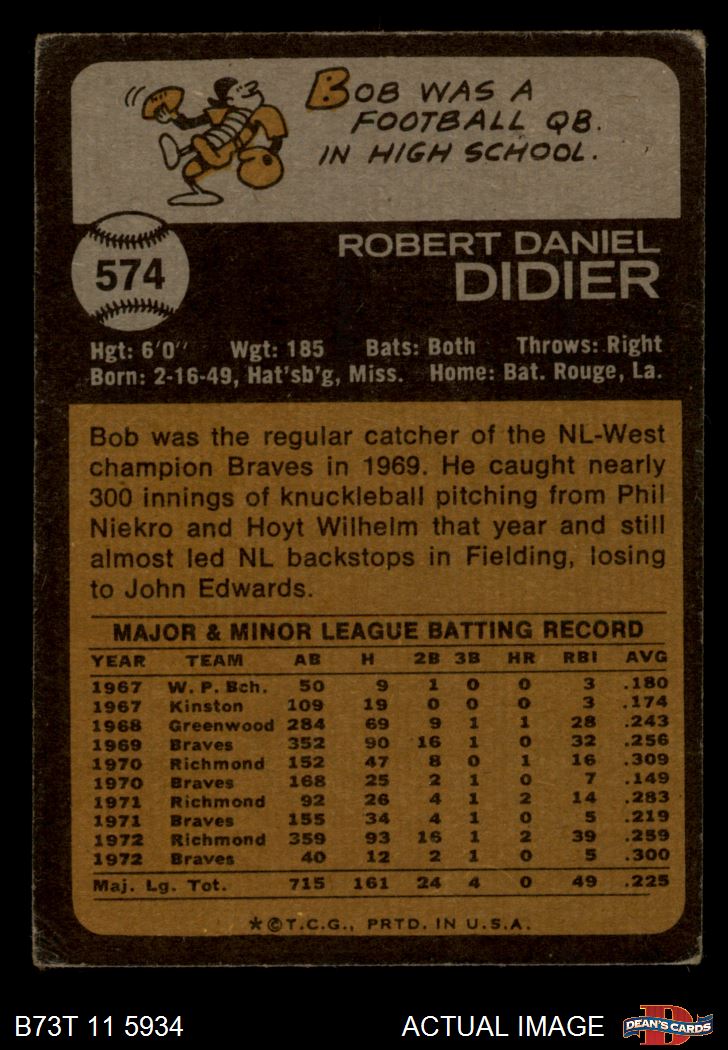 BOB WAS A
FOOTBALL QB.
IN HIGH SCHOOL.
574
ROBERT DANIEL
DIDIER
Hgt: 6'0" Wgt: 185 Bats: Both Throws: Right
Born: 2-16-49, Hat'sb'g, Miss. Home: Bat. Rouge, La.
Bob was the regular catcher of the NL-West
champion Braves in 1969. He caught nearly
300 innings of knuckleball pitching from Phil
Niekro and Hoyt Wilhelm that year and still
almost led NL backstops in Fielding, losing
to John Edwards.
MAJOR & MINOR LEAGUE BATTING RECORD
YEAR TEAM AB H 2B 3B HR RBI AVG
1967 W. P. Bch. 50 9 1 0 0 3 .180
1967 Kinston 109 19 0 0 0 3 .174
1968 Greenwood 284 69 9 1 1 28 .243
1969 Braves 352 90 16 1 0 32 .256
1970 Richmond 152 47 8 0 1 16 .309
1970 Braves 168 25 2 1 0 7 .149
1971 Richmond 92 26 4 1 2 14 .283
1971 Braves 155 34 4 1 0 5 .219
1972 Richmond 359 93 16 1 2 39 .259
1972 Braves 40 12 2 1 0 5 .300
Maj. Lg. Tot. 715 161 24 4 0 49 .225
*©T.C.G., PRTD. IN U.S.A.
B73T 11 5934 ACTUAL IMAGE
D
DEAN'S CARDS